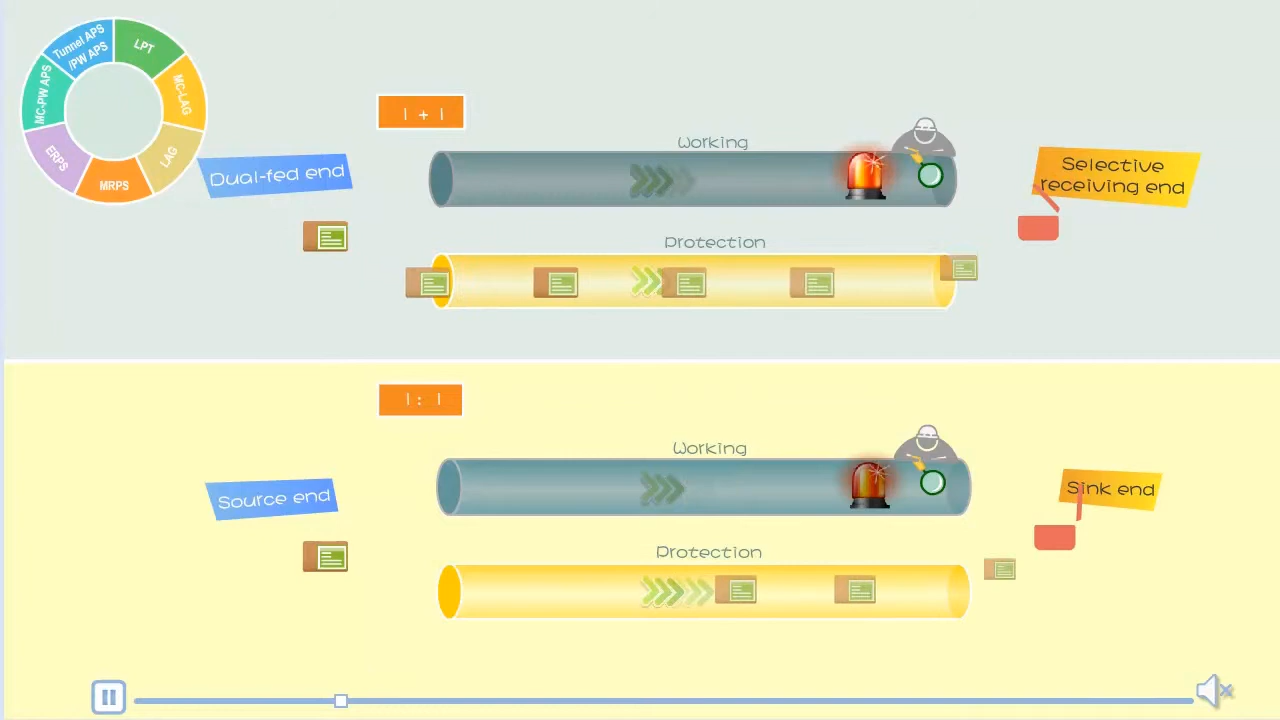 Tunnel APS
/PW APS
LPT
MC-LAG
LAG
MRPS
ERPS
MC-PW APS
1 + 1
Working
Dual-fed end
Selective
receiving end
Protection
1 : 1
Working
Source end
Sink end
Protection